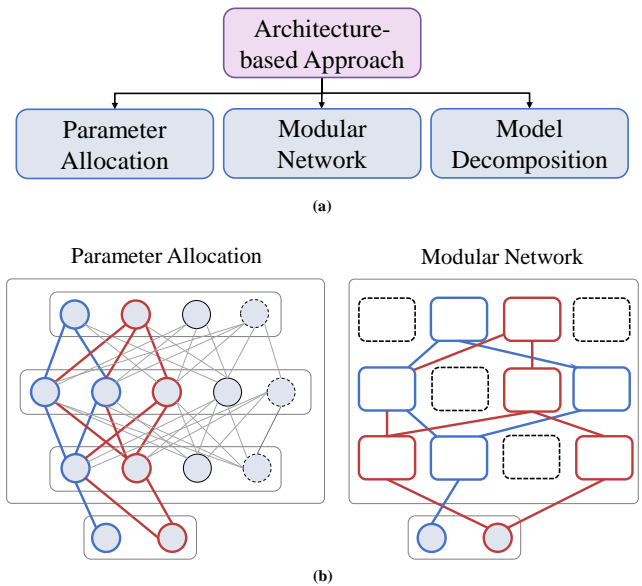 Architecture-
based Approach
Parameter
Allocation
Modular
Network
Model
Decomposition
(a)
Parameter Allocation
Modular Network
(b)